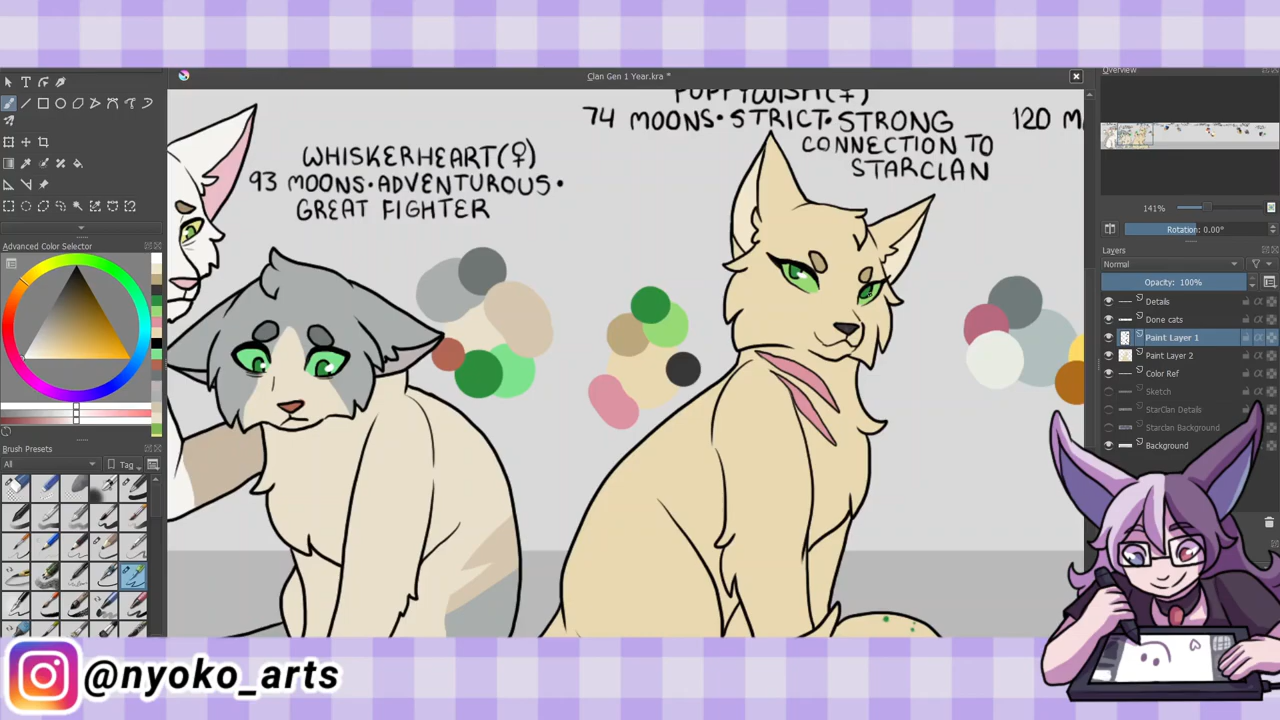 Clan Gen 1 Year.kra *
Overview
WHISKERHEART(♀)
93 MOONS•ADVENTUROUS•
GREAT FIGHTER
POPPYWISH(♀)
74 MOONS•STRICT•STRONG
CONNECTION TO
STARCLAN
120 M
141%
Rotation: 0.00°
Advanced Color Selector
Layers
Normal
Opacity: 100%
Details
Done cats
Paint Layer 1
Paint Layer 2
Color Ref
Sketch
StarClan Details
Starclan Background
Background
Brush Presets
All
Tag
@nyoko_arts